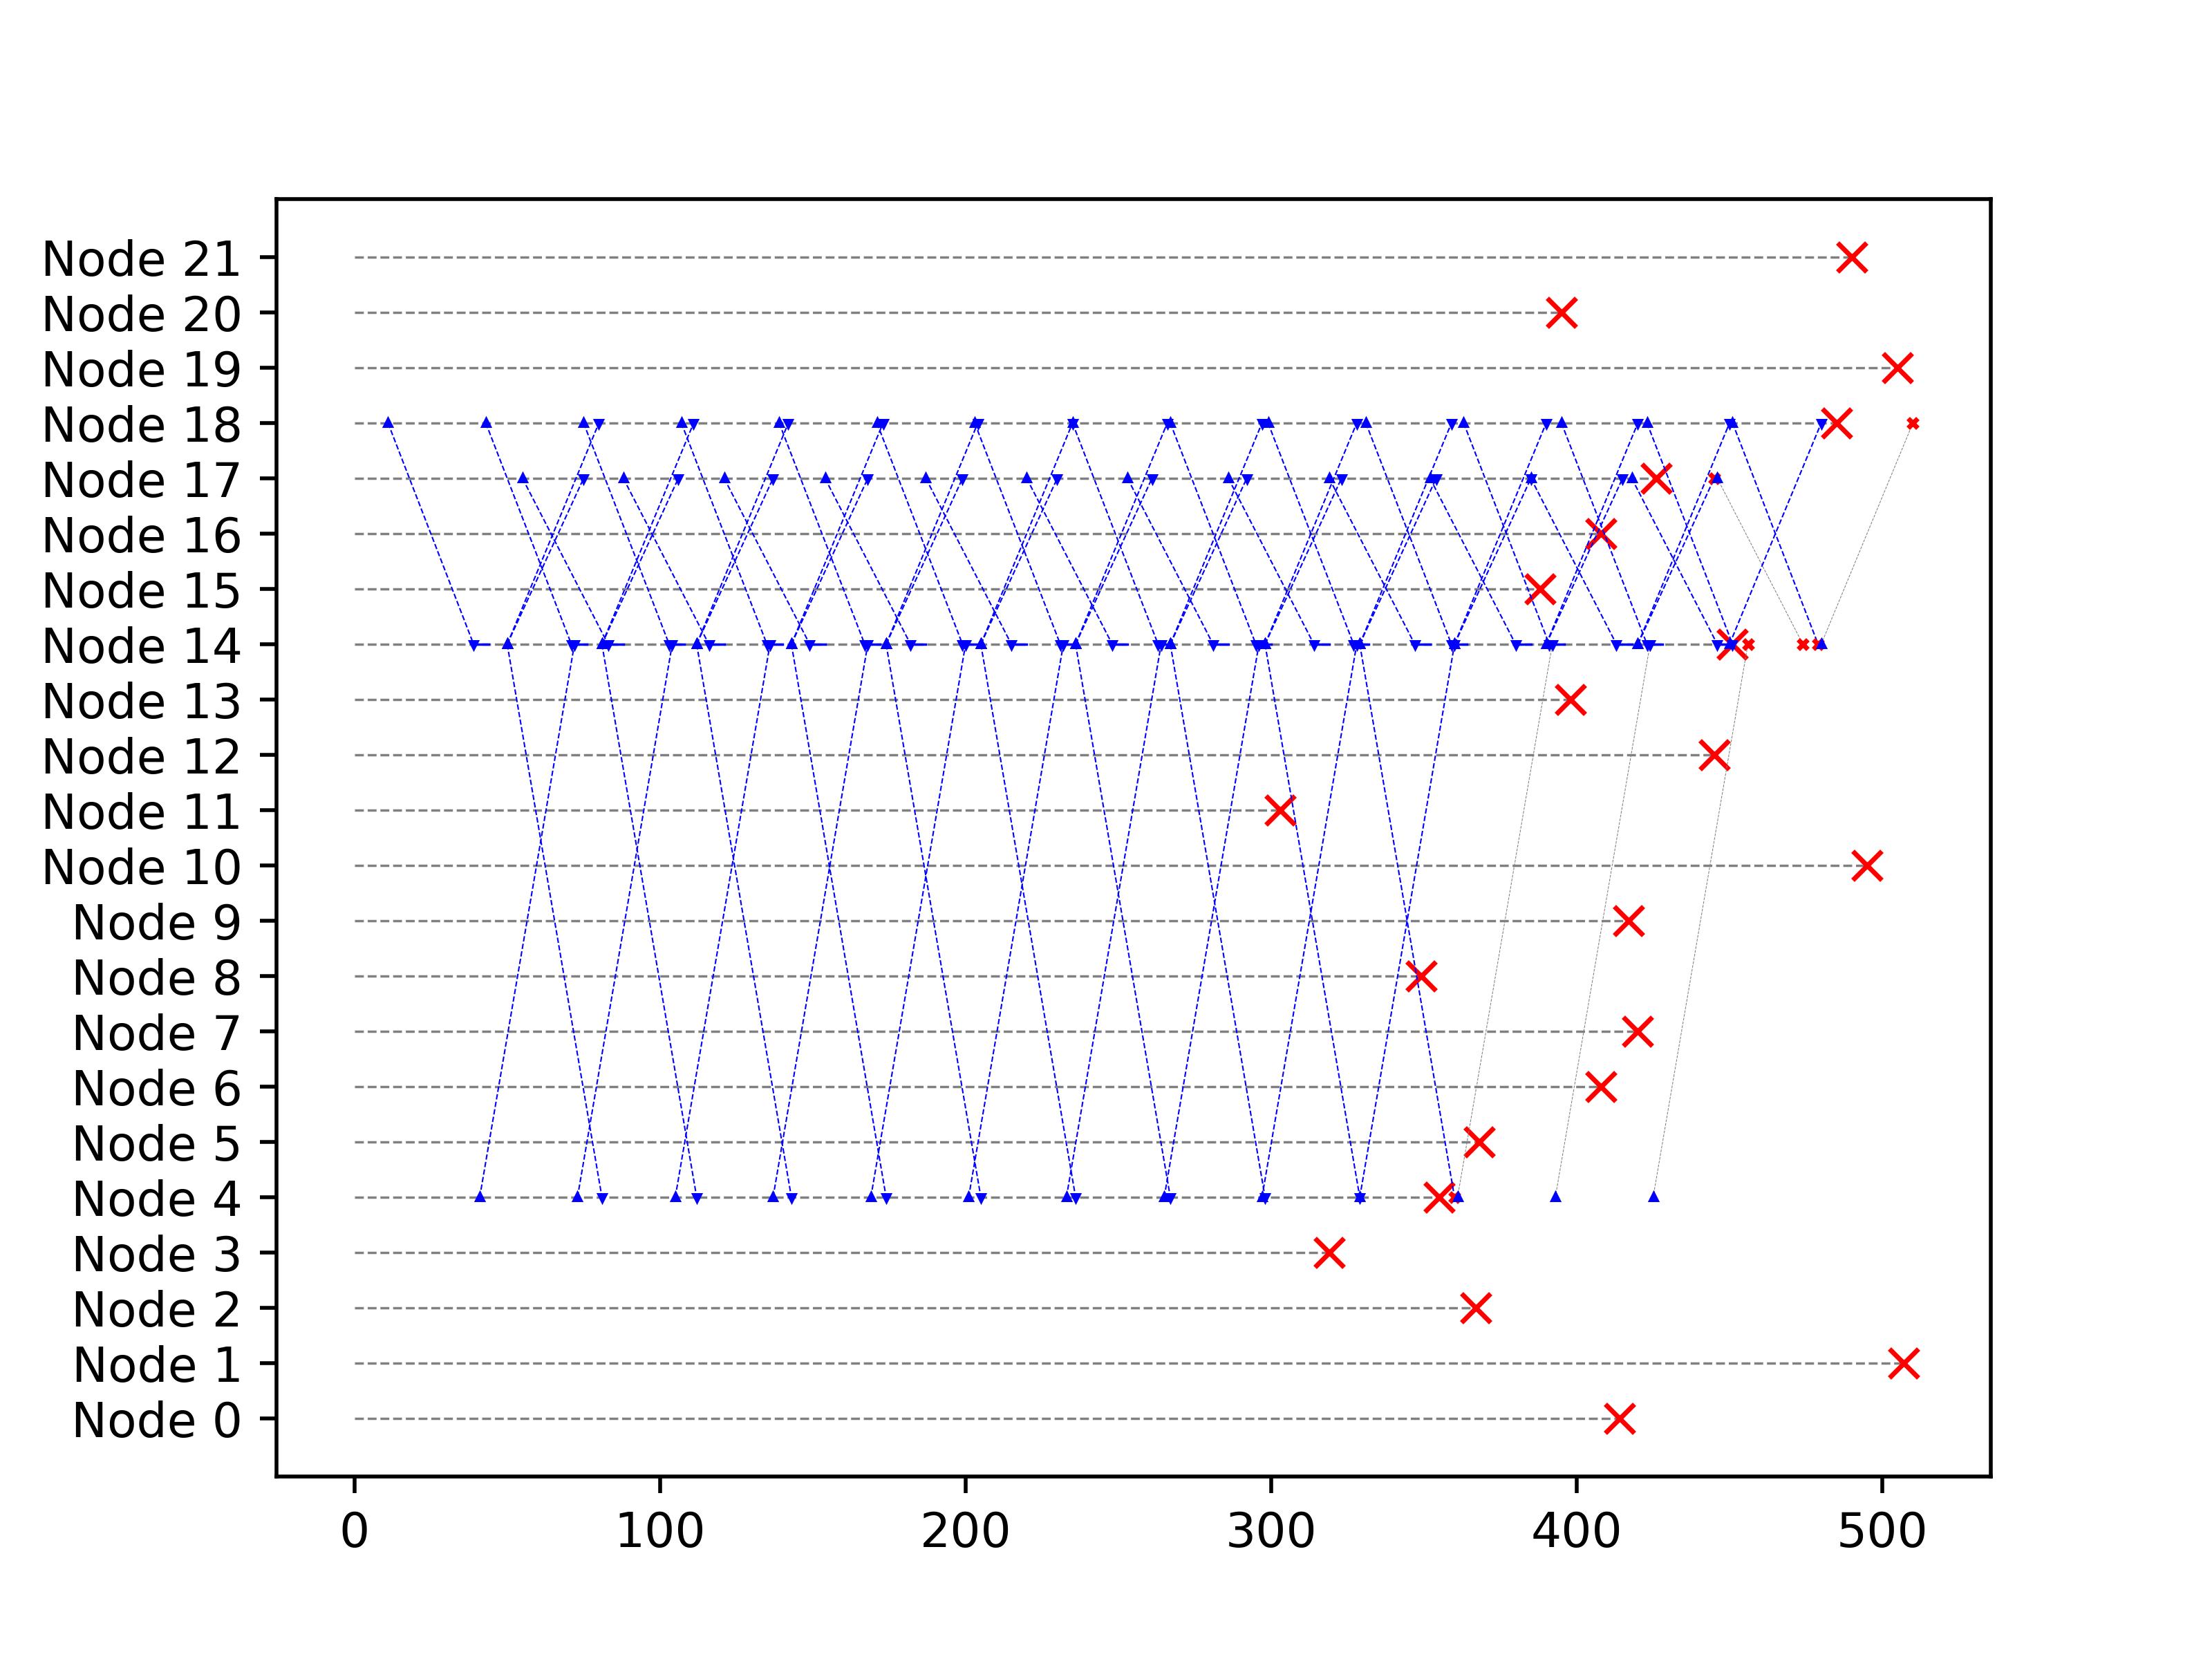 Node 21
Node 20
Node 19
Node 18
Node 17
Node 16
Node 15
Node 14
Node 13
Node 12
Node 11
Node 10
Node 9
Node 8
Node 7
Node 6
Node 5
Node 4
Node 3
Node 2
Node 1
Node 0
0 100 200 300 400 500